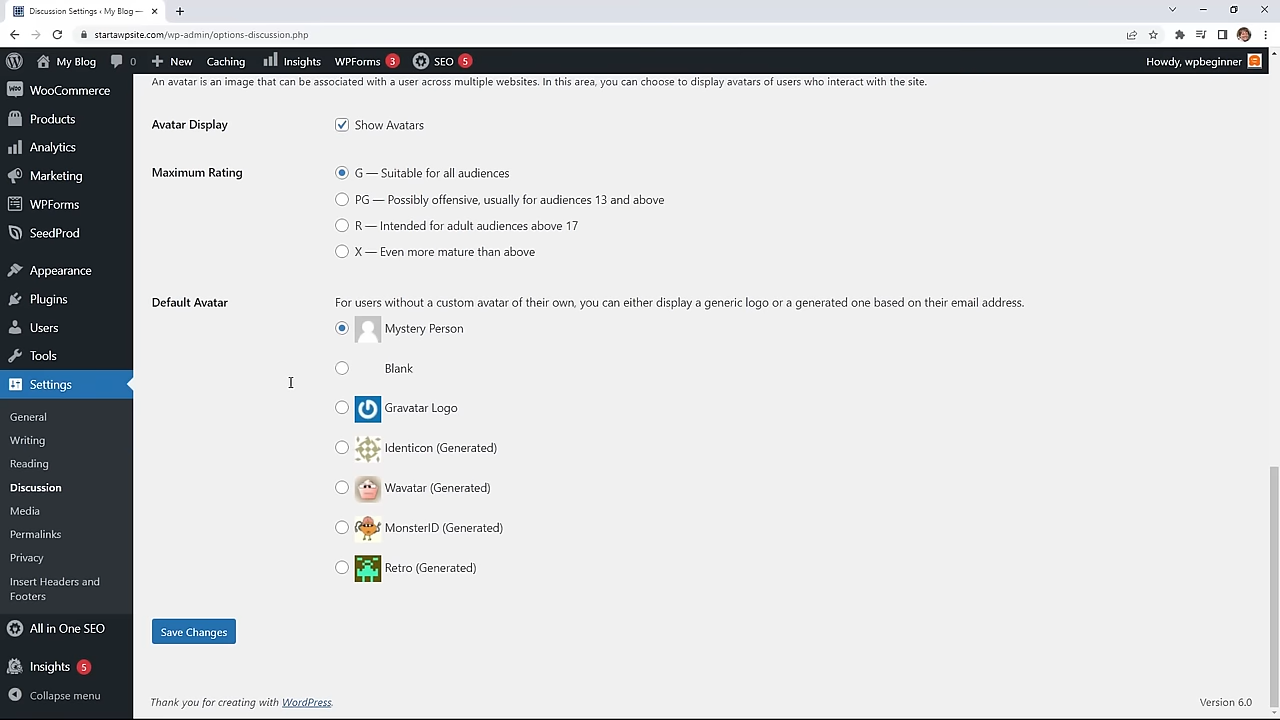 Discussion Settings ‹ My Blog —
startawpsite.com/wp-admin/options-discussion.php
My Blog 0 New Caching Insights WPForms 3 SEO 5 Howdy, wpbeginner
WooCommerce
Products
Analytics
Marketing
WPForms
SeedProd
Appearance
Plugins
Users
Tools
Settings
General
Writing
Reading
Discussion
Media
Permalinks
Privacy
Insert Headers and
Footers
All in One SEO
Insights 5
Collapse menu
An avatar is an image that can be associated with a user across multiple websites. In this area, you can choose to display avatars of users who interact with the site.
Avatar Display Show Avatars
Maximum Rating G — Suitable for all audiences
PG — Possibly offensive, usually for audiences 13 and above
R — Intended for adult audiences above 17
X — Even more mature than above
Default Avatar For users without a custom avatar of their own, you can either display a generic logo or a generated one based on their email address.
Mystery Person
Blank
Gravatar Logo
Identicon (Generated)
Wavatar (Generated)
MonsterID (Generated)
Retro (Generated)
Save Changes
Thank you for creating with WordPress. Version 6.0